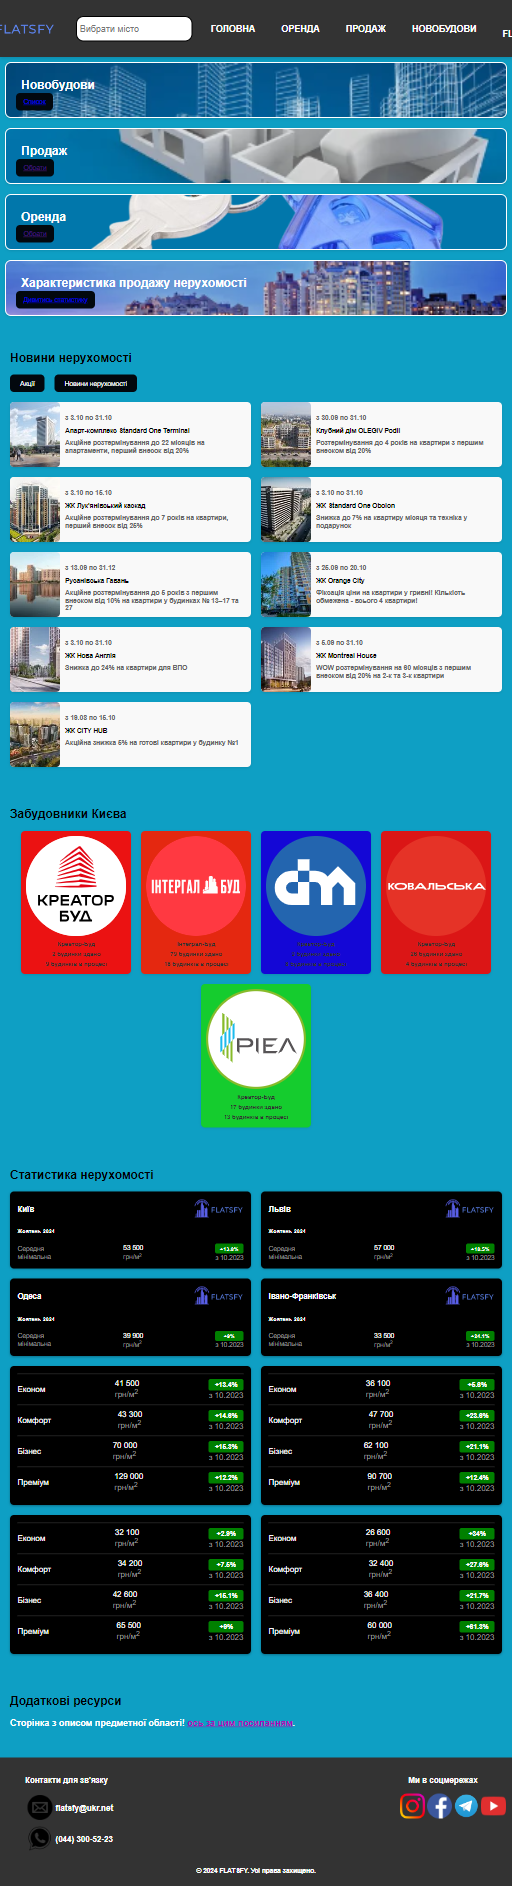 FLATSFY
Вибрати місто
ГОЛОВНА
ОРЕНДА
ПРОДАЖ
НОВОБУДОВИ
FL
Новобудови
Продаж
Обрати
Оренда
Обрати
Характеристика продажу нерухомості
Новини нерухомості
Акції
Новини нерухомості
з 3.10 по 31.10
Апарт-комплекс Standard One Terminal
Акційне розтермінування до 22 місяців на
апартаменти, перший внесок від 20%
з 30.09 по 31.10
Клубний дім OLEGIV Podil
Розтермінування до 4 років на квартири з першим
внеском від 20%
з 3.10 по 15.10
ЖК Лук'янівський каскад
Акційне розтермінування до 7 років на квартири,
перший внесок від 25%
з 3.10 по 31.10
ЖК Standard One Obolon
Знижка до 7% на квартиру місяця та техніка у
подарунок
з 13.09 по 31.12
Русанівська Гавань
Акційне розтермінування до 5 років з першим
внеском від 10% на квартири у будинках № 13–17 та
27
з 25.09 по 20.10
ЖК Orange City
Фіксація ціни на квартири у гривні! Кількість
обмежена - всього 4 квартири!
з 3.10 по 31.10
ЖК Нова Англія
Знижка до 24% на квартири для ВПО
з 5.09 по 31.10
ЖК Montreal House
WOW розтермінування на 60 місяців з першим
внеском від 20% на 2-к та 3-к квартири
з 19.08 по 15.10
ЖК CITY HUB
Акційна знижка 5% на готові квартири у будинку №1
Забудовники Києва
КРЕАТОР
БУД
Креатор-Буд
2 будинки здано
9 будинків в процесі
ІНТЕРГАЛ БУД
Інтеграл-Буд
79 будинки здано
18 будинків в процесі
dim
КОВАЛЬСЬКА
Креатор-Буд
26 будинки здано
4 будинків в процесі
РІЕЛ
Креатор-Буд
17 будинки здано
13 будинків в процесі
Статистика нерухомості
Київ
FLATSFY
Жовтень 2024
Середня
мінімальна
53 500
грн/м²
+13.8%
з 10.2023
Львів
FLATSFY
Жовтень 2024
Середня
мінімальна
57 000
грн/м²
+18.5%
з 10.2023
Одеса
FLATSFY
Жовтень 2024
Середня
мінімальна
39 900
грн/м²
+9%
з 10.2023
Івано-Франківськ
FLATSFY
Жовтень 2024
Середня
мінімальна
33 500
грн/м²
+24.1%
з 10.2023
Економ
41 500
грн/м²
+13.4%
з 10.2023
Комфорт
43 300
грн/м²
+14.6%
з 10.2023
Бізнес
70 000
грн/м²
+15.3%
з 10.2023
Преміум
129 000
грн/м²
+12.2%
з 10.2023
Економ
36 100
грн/м²
+5.6%
з 10.2023
Комфорт
47 700
грн/м²
+23.6%
з 10.2023
Бізнес
62 100
грн/м²
+21.1%
з 10.2023
Преміум
90 700
грн/м²
+12.4%
з 10.2023
Економ
32 100
грн/м²
+2.9%
з 10.2023
Комфорт
34 200
грн/м²
+7.5%
з 10.2023
Бізнес
42 600
грн/м²
+15.1%
з 10.2023
Преміум
65 500
грн/м²
+9%
з 10.2023
Економ
26 600
грн/м²
+34%
з 10.2023
Комфорт
32 400
грн/м²
+27.6%
з 10.2023
Бізнес
36 400
грн/м²
+21.7%
з 10.2023
Преміум
60 000
грн/м²
+61.3%
з 10.2023
Додаткові ресурси
Сторінка з описом предметної області! ось за цим посиланням.
Контакти для зв'язку
flatsfy@ukr.net
(044) 300-52-23
Ми в соцмережах
© 2024 FLATSFY. Усі права захищено.